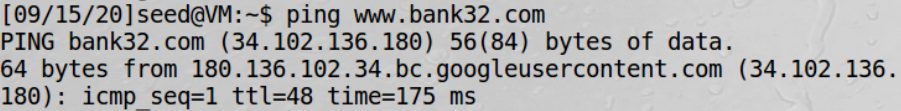 [09/15/20]seed@VM:~$ ping www.bank32.com
PING bank32.com (34.102.136.180) 56(84) bytes of data.
64 bytes from 180.136.102.34.bc.googleusercontent.com (34.102.136.
180): icmp_seq=1 ttl=48 time=175 ms